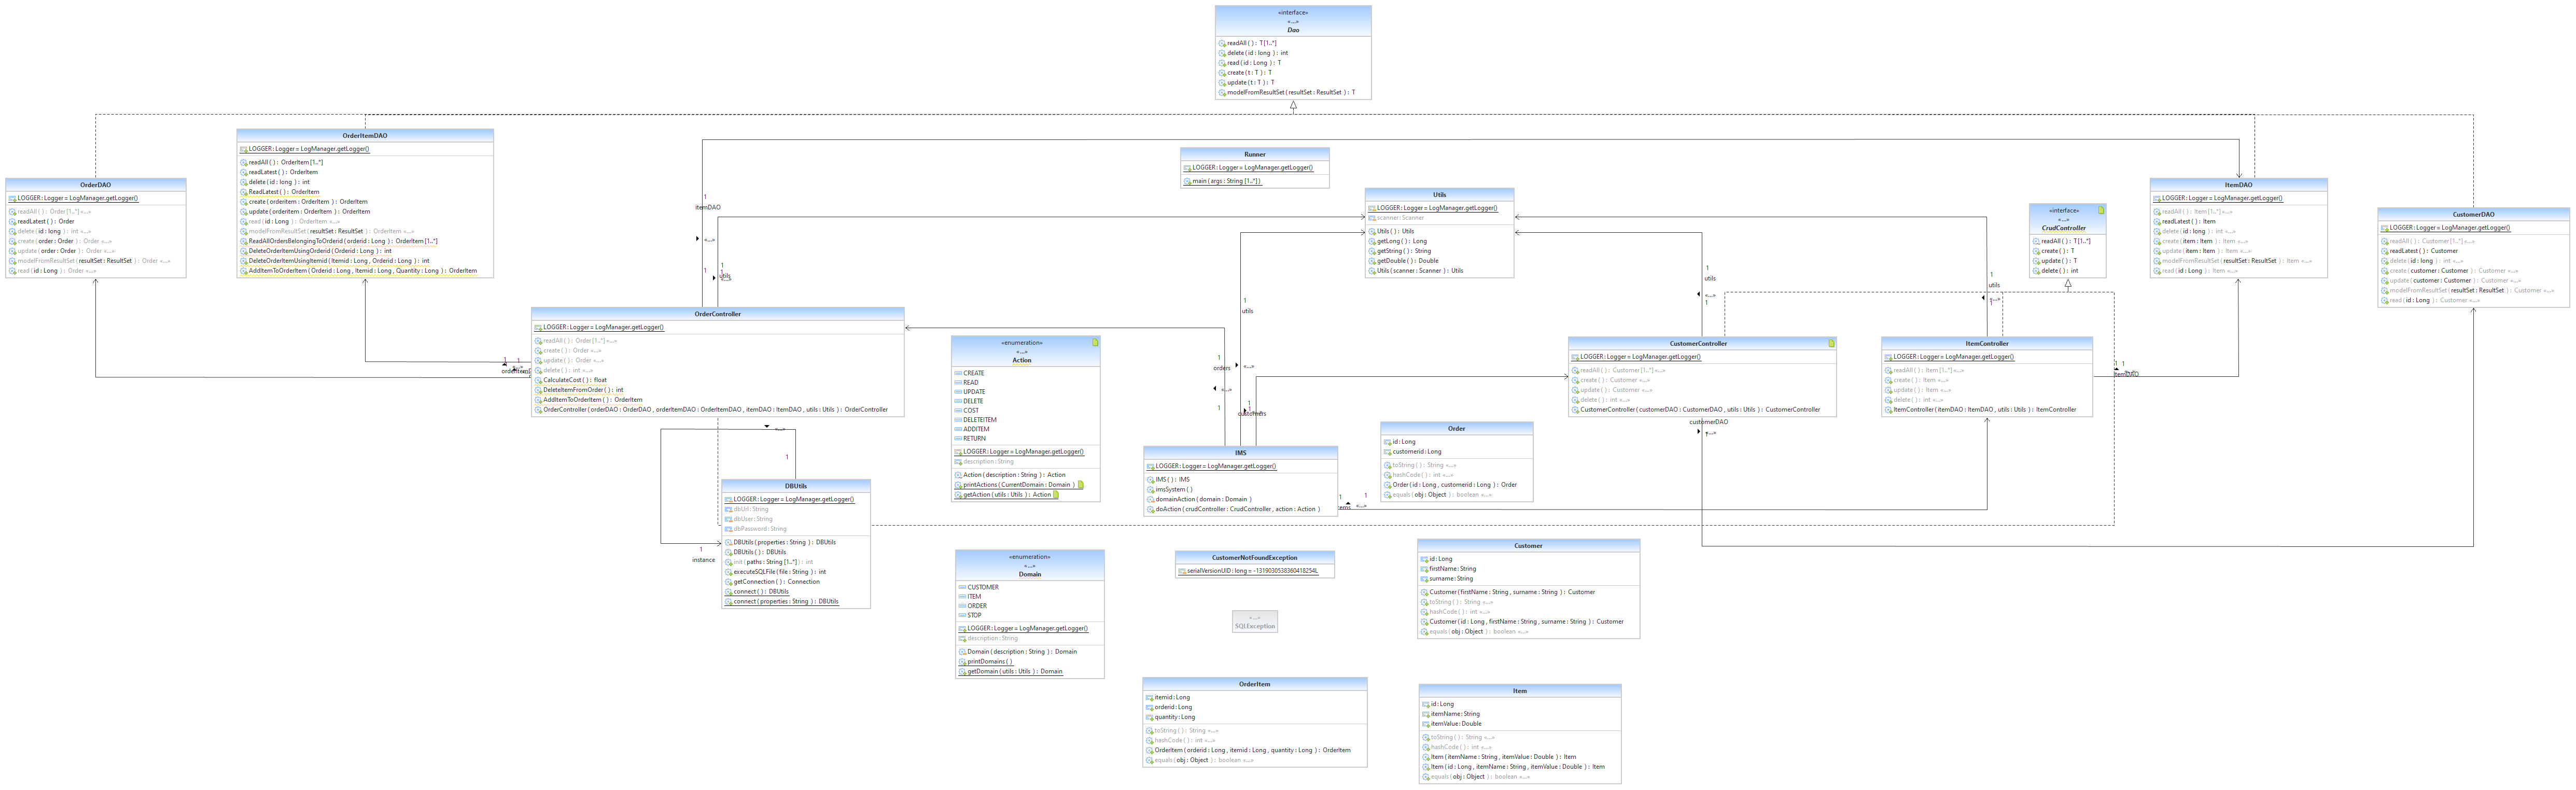 «interface»
«...»
Dao
readAll ( ) : T [1..*]
delete ( id : long ) : int
read ( id : Long ) : T
create ( t : T ) : T
update ( t : T ) : T
modelFromResultSet ( resultSet : ResultSet ) : T
OrderItemDAO
LOGGER : Logger = LogManager.getLogger()
readAll ( ) : OrderItem [1..*]
readLatest ( ) : OrderItem
delete ( id : long ) : int
ReadLatest ( ) : OrderItem
create ( orderitem : OrderItem ) : OrderItem
update ( orderitem : OrderItem ) : OrderItem
read ( id : Long ) : OrderItem «...»
modelFromResultSet ( resultSet : ResultSet ) : OrderItem «...»
ReadAllOrdersBelongingToOrderid ( orderid : Long ) : OrderItem [1..*]
DeleteOrderItemUsingOrderid ( Orderid : Long ) : int
DeleteOrderItemUsingItemid ( Itemid : Long , Orderid : Long ) : int
AddItemToOrderItem ( Orderid : Long , Itemid : Long , Quantity : Long ) : OrderItem
OrderDAO
LOGGER : Logger = LogManager.getLogger()
readAll ( ) : Order [1..*] «...»
readLatest ( ) : Order
delete ( id : long ) : int «...»
create ( order : Order ) : Order «...»
update ( order : Order ) : Order «...»
modelFromResultSet ( resultSet : ResultSet ) : Order «...»
read ( id : Long ) : Order «...»
Runner
LOGGER : Logger = LogManager.getLogger()
main ( args : String [1..*] )
Utils
LOGGER : Logger = LogManager.getLogger()
scanner : Scanner
Utils ( ) : Utils
getLong ( ) : Long
getString ( ) : String
getDouble ( ) : Double
Utils ( scanner : Scanner ) : Utils
«interface»
«...»
CrudController
readAll ( ) : T [1..*]
create ( ) : T
update ( ) : T
delete ( ) : int
ItemDAO
LOGGER : Logger = LogManager.getLogger()
readAll ( ) : Item [1..*] «...»
readLatest ( ) : Item
delete ( id : long ) : int «...»
create ( item : Item ) : Item «...»
update ( item : Item ) : Item «...»
modelFromResultSet ( resultSet : ResultSet ) : Item «...»
read ( id : Long ) : Item «...»
CustomerDAO
LOGGER : Logger = LogManager.getLogger()
readAll ( ) : Customer [1..*] «...»
readLatest ( ) : Customer
delete ( id : long ) : int «...»
create ( customer : Customer ) : Customer «...»
update ( customer : Customer ) : Customer «...»
modelFromResultSet ( resultSet : ResultSet ) : Customer «...»
read ( id : Long ) : Customer «...»
1
itemDAO
«...»
1
1
utils
«...»
OrderController
LOGGER : Logger = LogManager.getLogger()
readAll ( ) : Order [1..*] «...»
create ( ) : Order «...»
update ( ) : Order «...»
delete ( ) : int «...»
CalculateCost ( ) : float
DeleteItemFromOrder ( ) : int
AddItemToOrderItem ( ) : OrderItem
OrderController ( orderDAO : OrderDAO , orderItemDAO : OrderItemDAO , itemDAO : ItemDAO , utils : Utils ) : OrderController
1
1
«...»
«...»
1
1
instance
DBUtils
LOGGER : Logger = LogManager.getLogger()
dbUrl : String
dbUser : String
dbPassword : String
DBUtils ( properties : String ) : DBUtils
DBUtils ( ) : DBUtils
init ( paths : String [1..*] ) : int
executeSQLFile ( file : String ) : int
getConnection ( ) : Connection
connect ( ) : DBUtils
connect ( properties : String ) : DBUtils
«enumeration»
«...»
Action
CREATE
READ
UPDATE
DELETE
COST
DELETEITEM
ADDITEM
RETURN
LOGGER : Logger = LogManager.getLogger()
description : String
Action ( description : String ) : Action
printActions ( CurrentDomain : Domain )
getAction ( utils : Utils ) : Action
1
utils
1
orders
«...»
«...»
1
1
customers
«...»
IMS
LOGGER : Logger = LogManager.getLogger()
IMS ( ) : IMS
imsSystem ( )
domainAction ( domain : Domain )
doAction ( crudController : CrudController , action : Action )
1
1
items
«...»
1
utils
«...»
1
CustomerController
LOGGER : Logger = LogManager.getLogger()
readAll ( ) : Customer [1..*] «...»
create ( ) : Customer «...»
update ( ) : Customer «...»
delete ( ) : int «...»
CustomerController ( customerDAO : CustomerDAO , utils : Utils ) : CustomerController
customerDAO
«...»
1
utils
«...»
1
ItemController
LOGGER : Logger = LogManager.getLogger()
readAll ( ) : Item [1..*] «...»
create ( ) : Item «...»
update ( ) : Item «...»
delete ( ) : int «...»
ItemController ( itemDAO : ItemDAO , utils : Utils ) : ItemController
1
1
itemDAO
Order
id : Long
customerid : Long
toString ( ) : String «...»
hashCode ( ) : int «...»
Order ( id : Long , customerid : Long ) : Order
equals ( obj : Object ) : boolean «...»
«enumeration»
«...»
Domain
CUSTOMER
ITEM
ORDER
STOP
LOGGER : Logger = LogManager.getLogger()
description : String
Domain ( description : String ) : Domain
printDomains ( )
getDomain ( utils : Utils ) : Domain
CustomerNotFoundException
serialVersionUID : long = -1319030538360418254L
«...»
SQLException
Customer
id : Long
firstName : String
surname : String
Customer ( firstName : String , surname : String ) : Customer
toString ( ) : String «...»
hashCode ( ) : int «...»
Customer ( id : Long , firstName : String , surname : String ) : Customer
equals ( obj : Object ) : boolean «...»
OrderItem
itemid : Long
orderid : Long
quantity : Long
toString ( ) : String «...»
hashCode ( ) : int «...»
OrderItem ( orderid : Long , itemid : Long , quantity : Long ) : OrderItem
equals ( obj : Object ) : boolean «...»
Item
id : Long
itemName : String
itemValue : Double
toString ( ) : String «...»
hashCode ( ) : int «...»
Item ( itemName : String , itemValue : Double ) : Item
Item ( id : Long , itemName : String , itemValue : Double ) : Item
equals ( obj : Object ) : boolean «...»